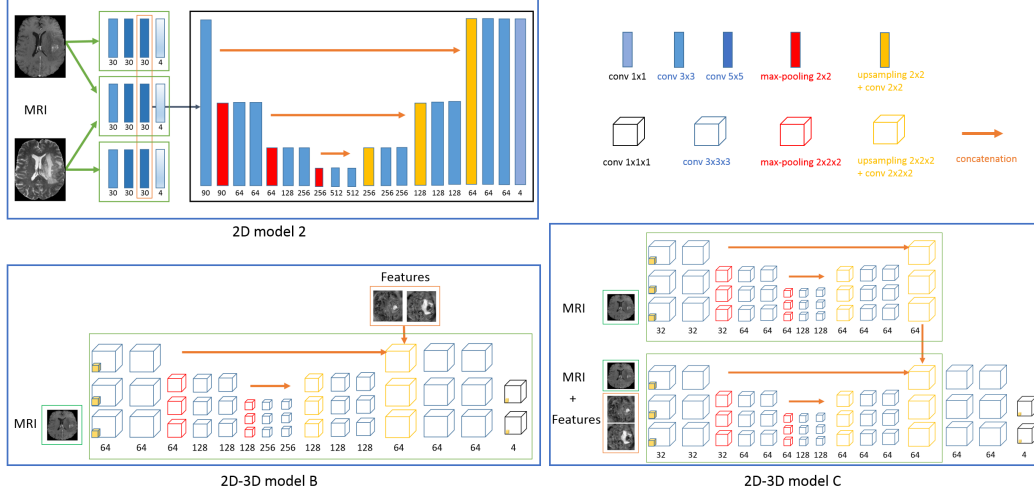 30 30 30 4
MRI
30 30 30 4
30 30 30 4
90 90 64 64 64 128 256 256 512 512 256 256 256 128 128 128 64 64 64 4
2D model 2
conv 1x1
conv 3x3
conv 5x5
max-pooling 2x2
upsampling 2x2
+ conv 2x2
conv 1x1x1
conv 3x3x3
max-pooling 2x2x2
upsampling 2x2x2
+ conv 2x2x2
concatenation
Features
MRI
64 64 64 128 128 128 256 256 128 128 128 64 64 64 4
2D-3D model B
MRI
32 32 32 64 64 64 128 128 64 64 64 64
MRI
+
Features
32 32 32 64 64 64 128 128 64 64 64 64 64 64 4
2D-3D model C